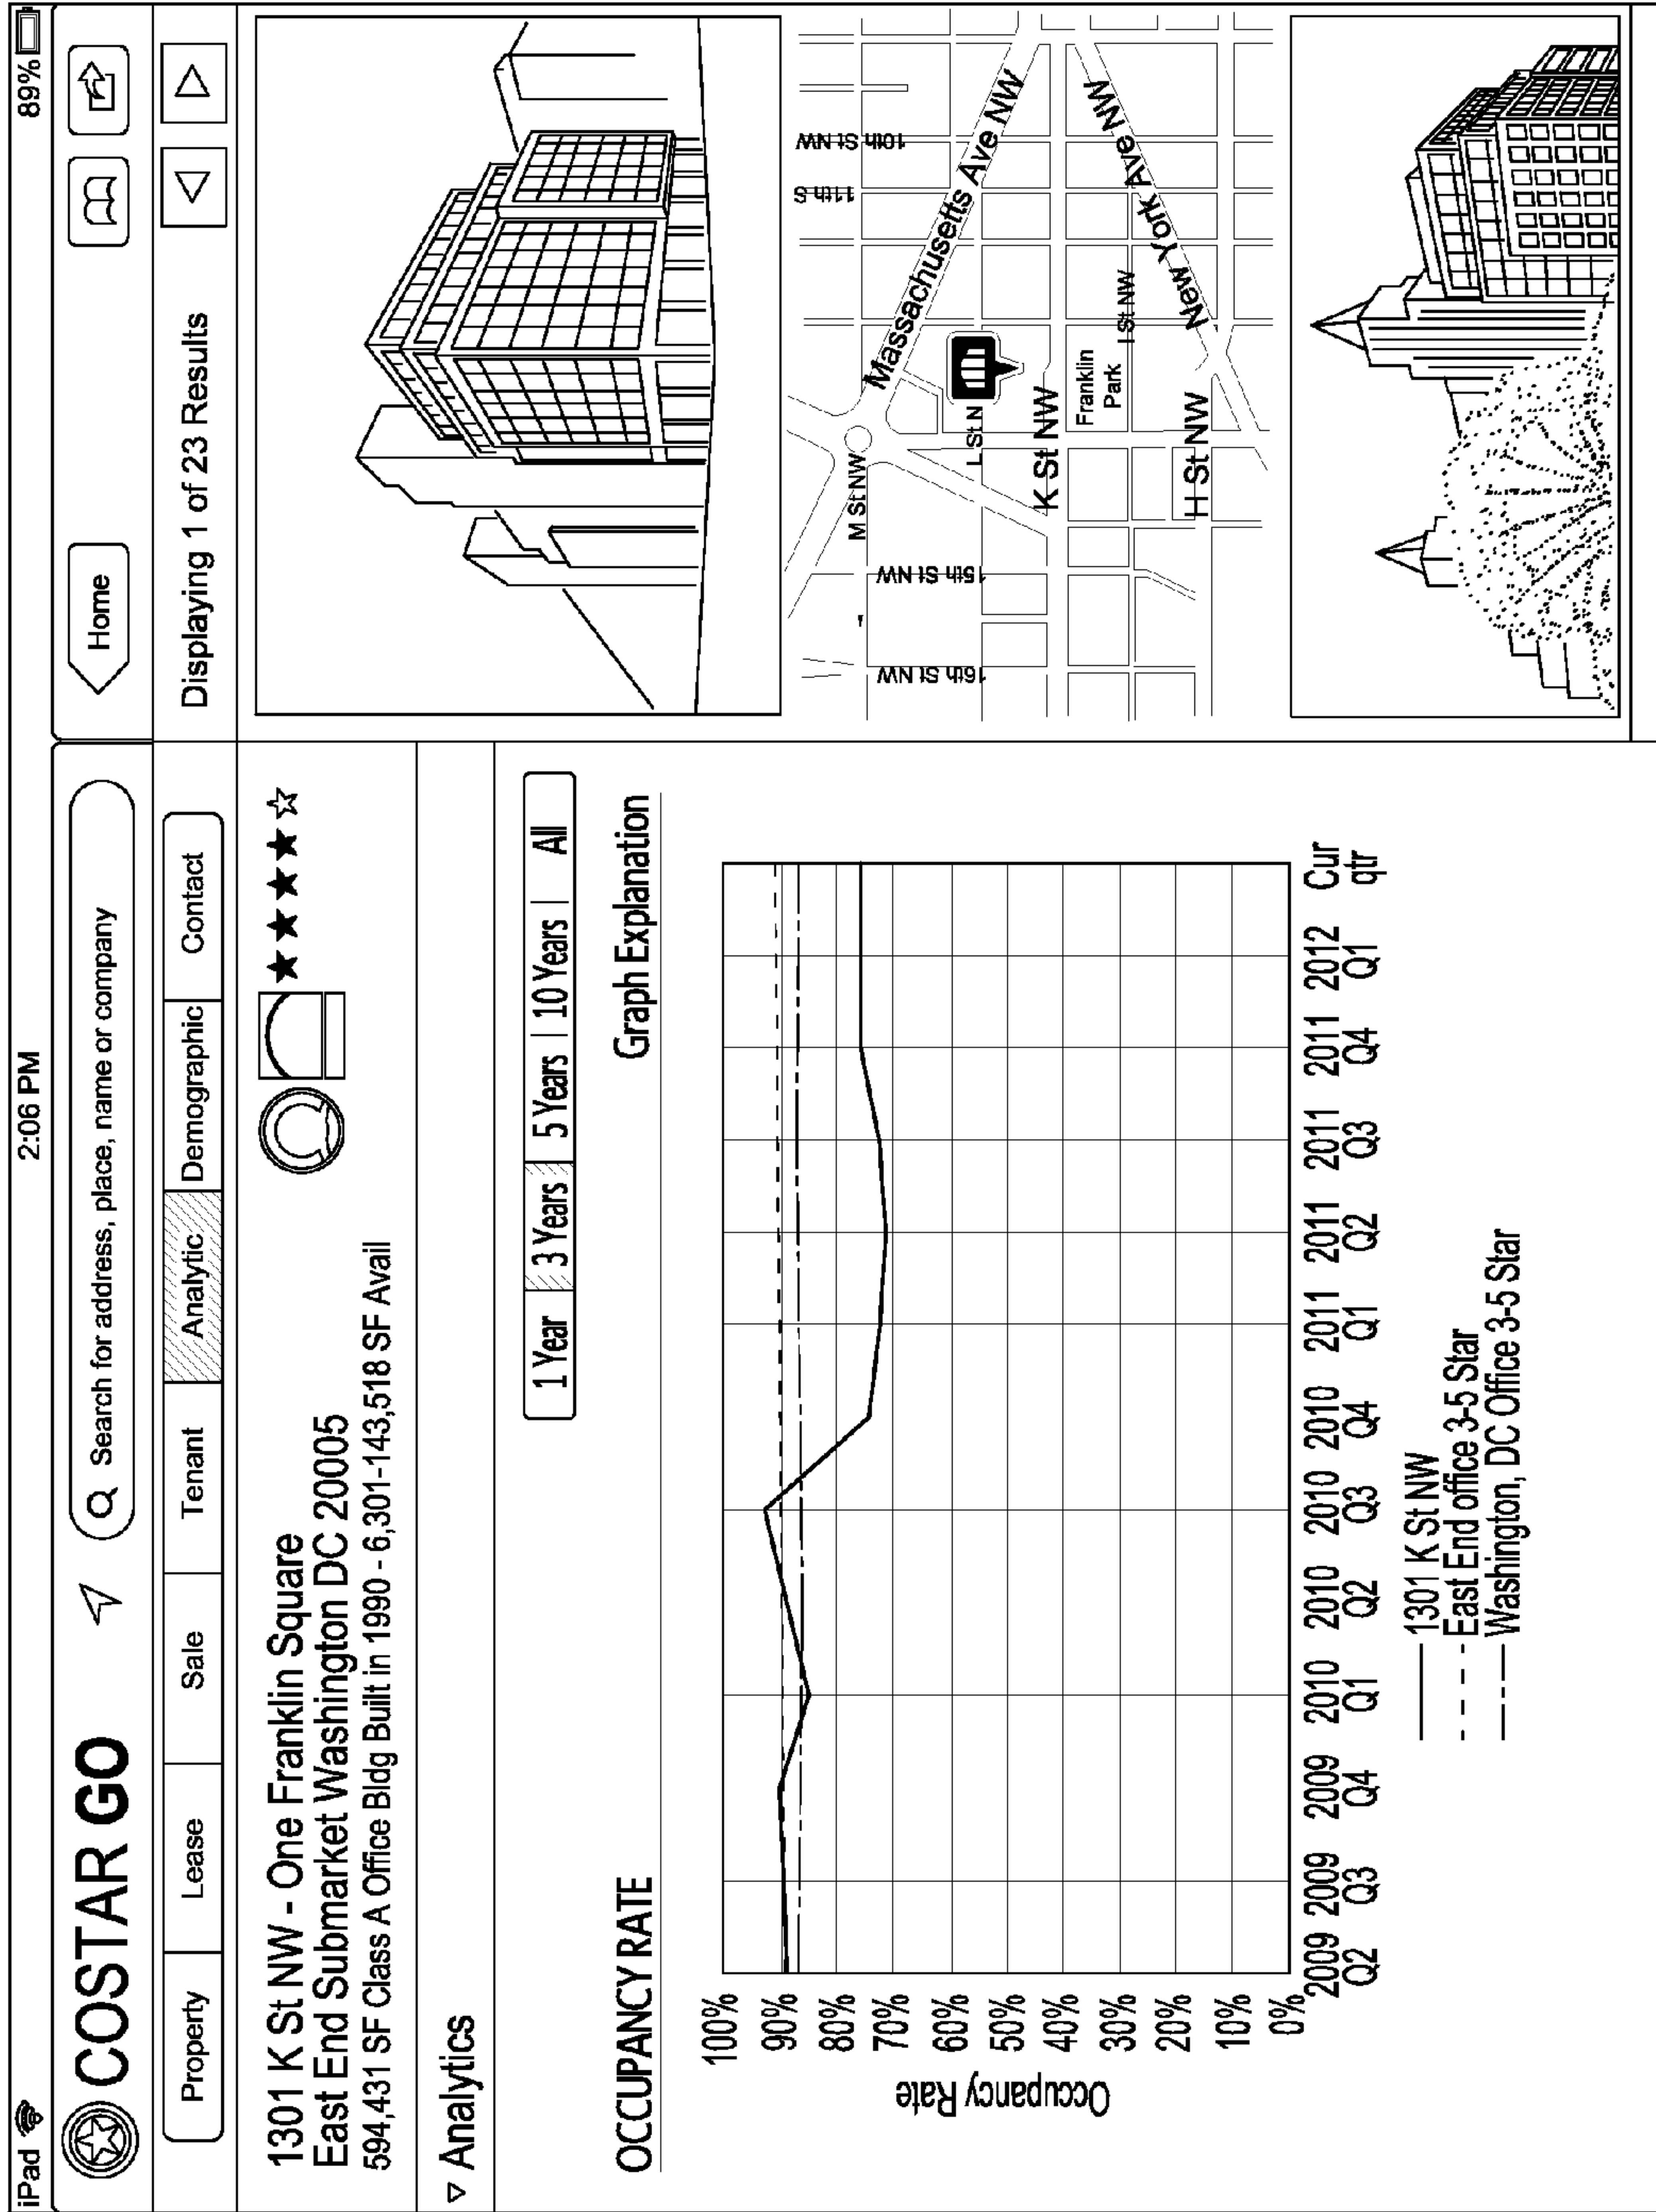 iPad 2:06 PM 89%
COSTAR GO
Search for address, place, name or company
Home
Property Lease Sale Tenant Analytic Demographic Contact
Displaying 1 of 23 Results
1301 K St NW - One Franklin Square
East End Submarket Washington DC 20005
594,431 SF Class A Office Bldg Built in 1990 - 6,301-143,518 SF Avail
Analytics
1 Year 3 Years 5 Years 10 Years All
OCCUPANCY RATE
Graph Explanation
Occupancy Rate
100%
90%
80%
70%
60%
50%
40%
30%
20%
10%
0%
2009 2009 2009 2010 2010 2010 2010 2011 2011 2011 2011 2012 Cur
Q2 Q3 Q4 Q1 Q2 Q3 Q4 Q1 Q2 Q3 Q4 Q1 qtr
1301 K St NW
East End office 3-5 Star
Washington, DC Office 3-5 Star
10th St NW
11th S
Massachusetts Ave NW
M St NW
15th St NW
16th St NW
L St N
K St NW
Franklin
Park
I St NW
New York Ave NW
H St NW